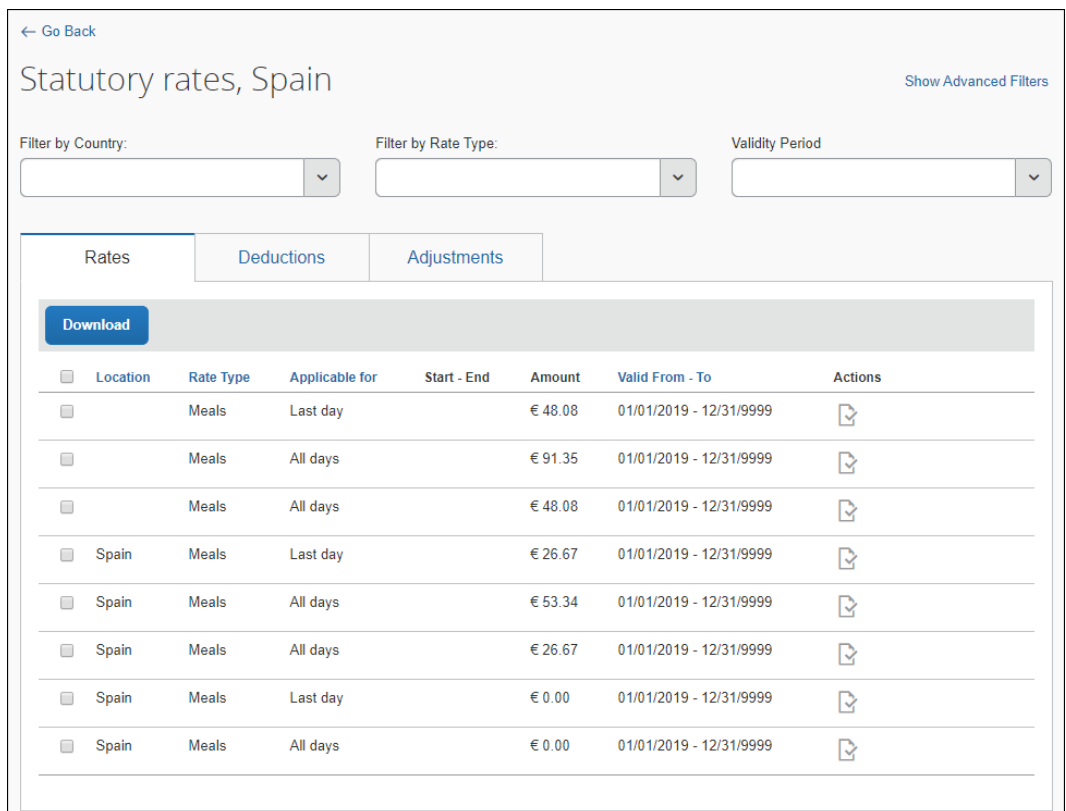 ← Go Back
Statutory rates, Spain
Show Advanced Filters
Filter by Country: Filter by Rate Type: Validity Period
Rates Deductions Adjustments
Download
Location Rate Type Applicable for Start - End Amount Valid From - To Actions
Meals Last day € 48.08 01/01/2019 - 12/31/9999
Meals All days € 91.35 01/01/2019 - 12/31/9999
Meals All days € 48.08 01/01/2019 - 12/31/9999
Spain Meals Last day € 26.67 01/01/2019 - 12/31/9999
Spain Meals All days € 53.34 01/01/2019 - 12/31/9999
Spain Meals All days € 26.67 01/01/2019 - 12/31/9999
Spain Meals Last day € 0.00 01/01/2019 - 12/31/9999
Spain Meals All days € 0.00 01/01/2019 - 12/31/9999